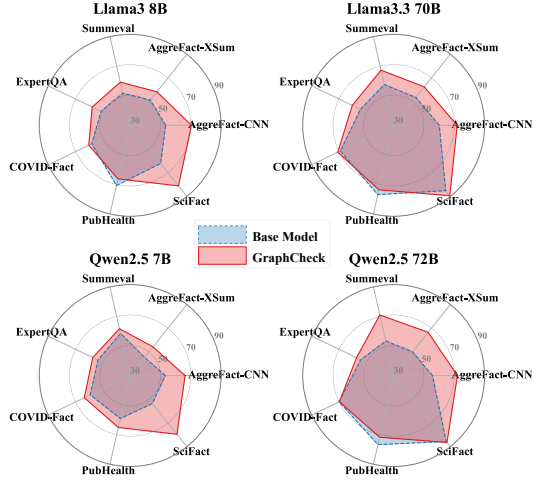 Llama3 8B
Summeval
AggreFact-XSum
ExpertQA
90
70
50
30
AggreFact-CNN
COVID-Fact
PubHealth
SciFact
Llama3.3 70B
Summeval
AggreFact-XSum
ExpertQA
90
70
50
30
AggreFact-CNN
COVID-Fact
PubHealth
SciFact
Base Model
GraphCheck
Qwen2.5 7B
Summeval
AggreFact-XSum
ExpertQA
90
70
50
30
AggreFact-CNN
COVID-Fact
PubHealth
SciFact
Qwen2.5 72B
Summeval
AggreFact-XSum
ExpertQA
90
70
50
30
AggreFact-CNN
COVID-Fact
PubHealth
SciFact